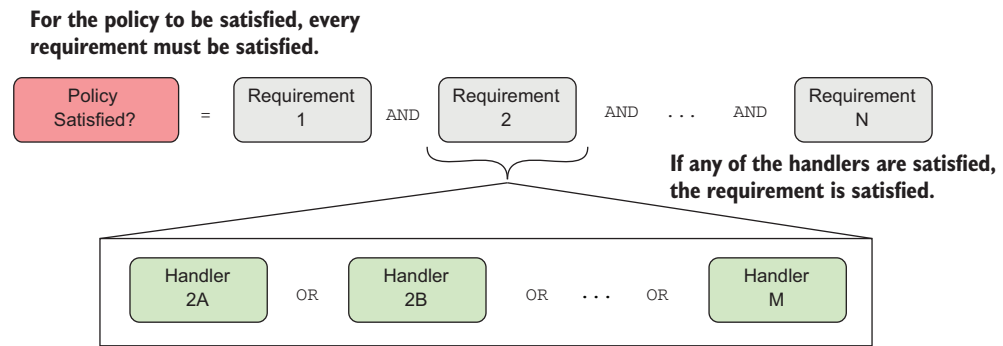 For the policy to be satisfied, every
requirement must be satisfied.
Policy
Satisfied?
=
Requirement
1
AND
Requirement
2
AND ... AND
Requirement
N
If any of the handlers are satisfied,
the requirement is satisfied.
Handler
2A
OR
Handler
2B
OR ... OR
Handler
M